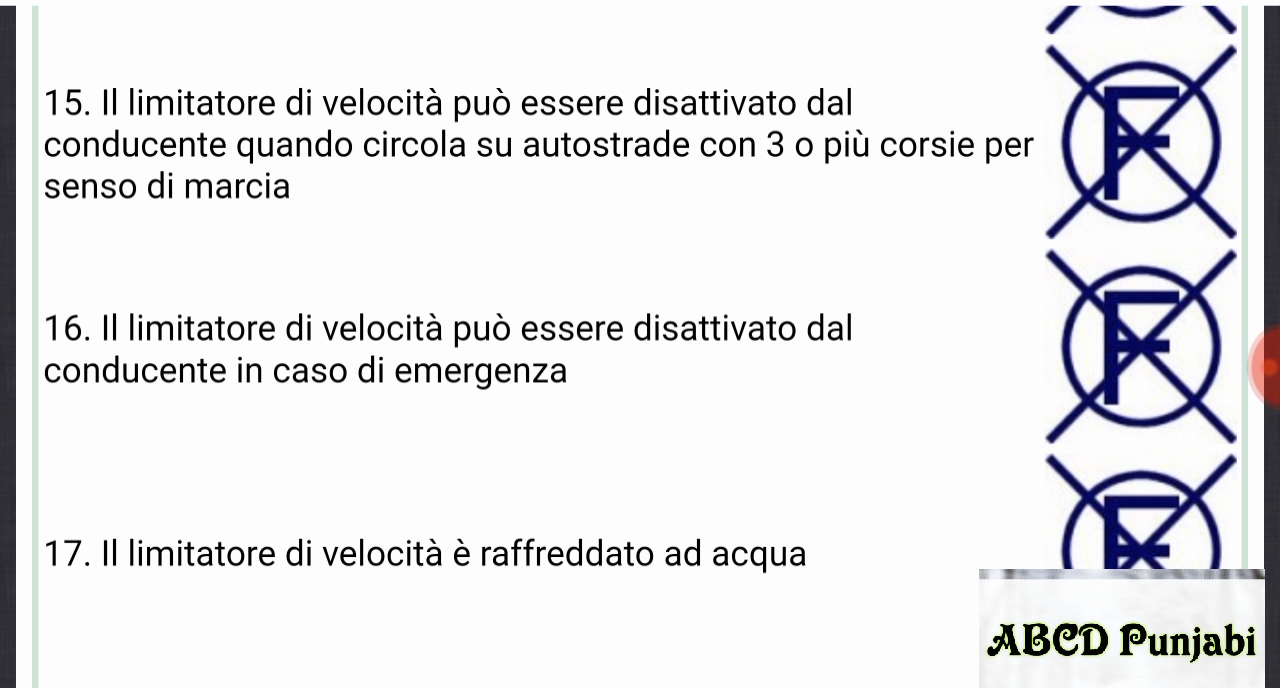 15. Il limitatore di velocità può essere disattivato dal
conducente quando circola su autostrade con 3 o più corsie per
senso di marcia
F
16. Il limitatore di velocità può essere disattivato dal
conducente in caso di emergenza
F
17. Il limitatore di velocità è raffreddato ad acqua
F
ABCD Punjabi